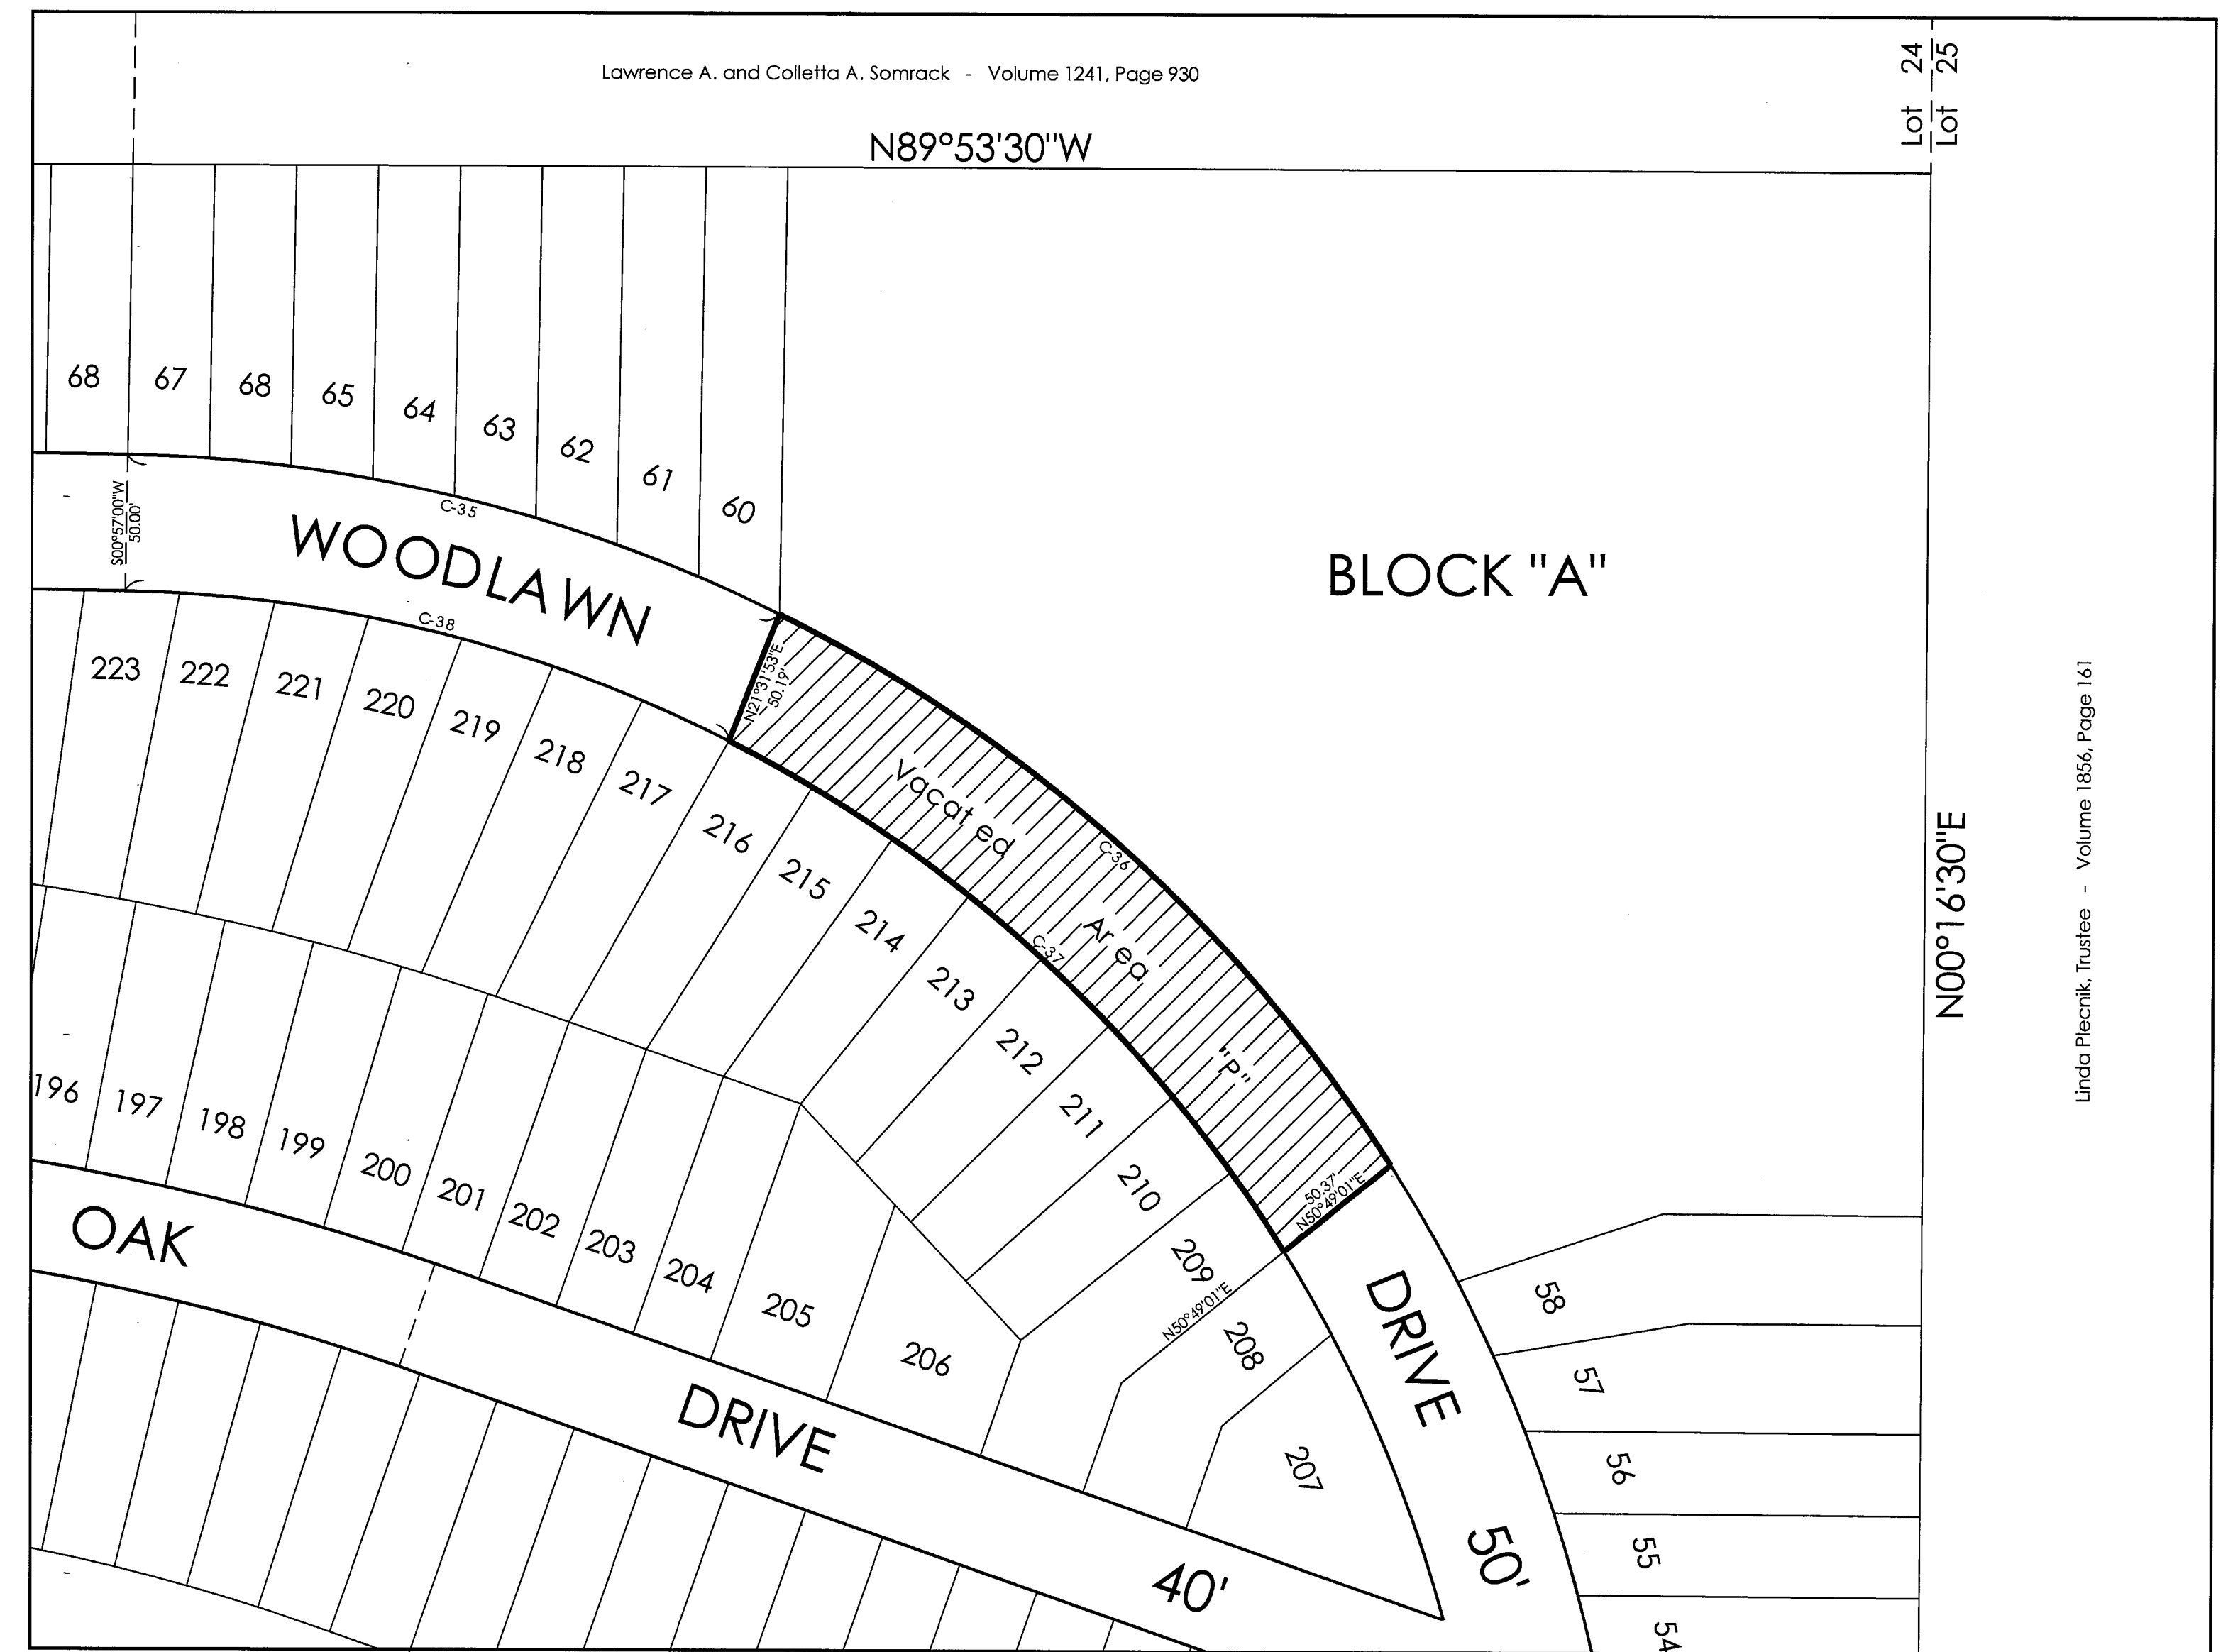 Lawrence A. and Colletta A. Somrack - Volume 1241, Page 930
Lot 24
Lot 25
N89°53'30"W
68
67
68
65
64
63
62
61
60
BLOCK "A"
S00°57'00"W
50.00'
C-35
WOODLAWN
C-38
N21°31'53"E
50.19'
223
222
221
220
219
218
217
216
215
214
213
212
211
210
209
208
207
Vacated
Area
"P"
C-36
C-37
50.37'
N50°49'01"E
N50°49'01"E
N00°16'30"E
Linda Plecnik, Trustee - Volume 1856, Page 161
196
197
198
199
200
201
202
203
204
205
206
OAK
DRIVE
40'
DRIVE
50'
58
57
56
55
54